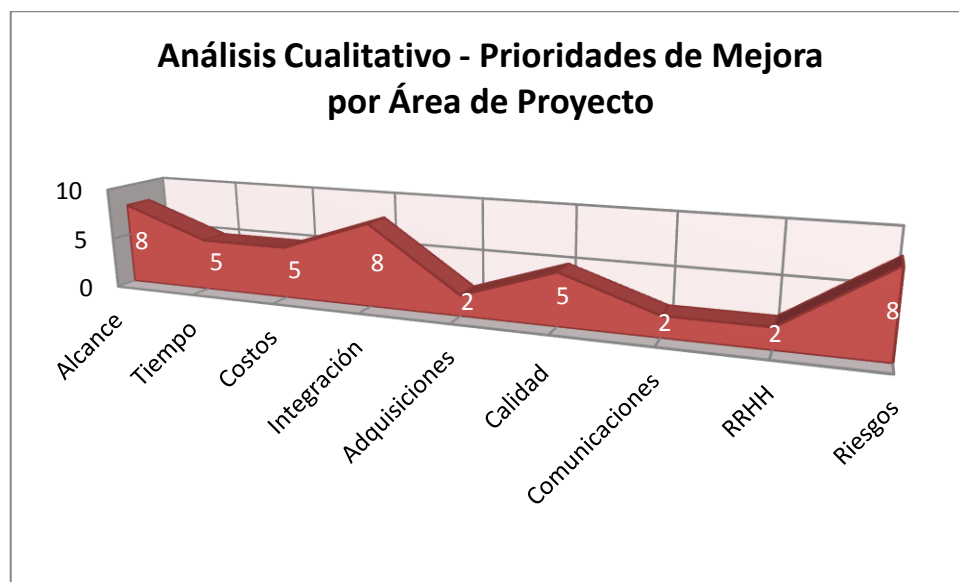 Análisis Cualitativo - Prioridades de Mejora
por Área de Proyecto
10
5
0
8
5
5
8
2
5
2
2
8
Alcance
Tiempo
Costos
Integración
Adquisiciones
Calidad
Comunicaciones
RRHH
Riesgos